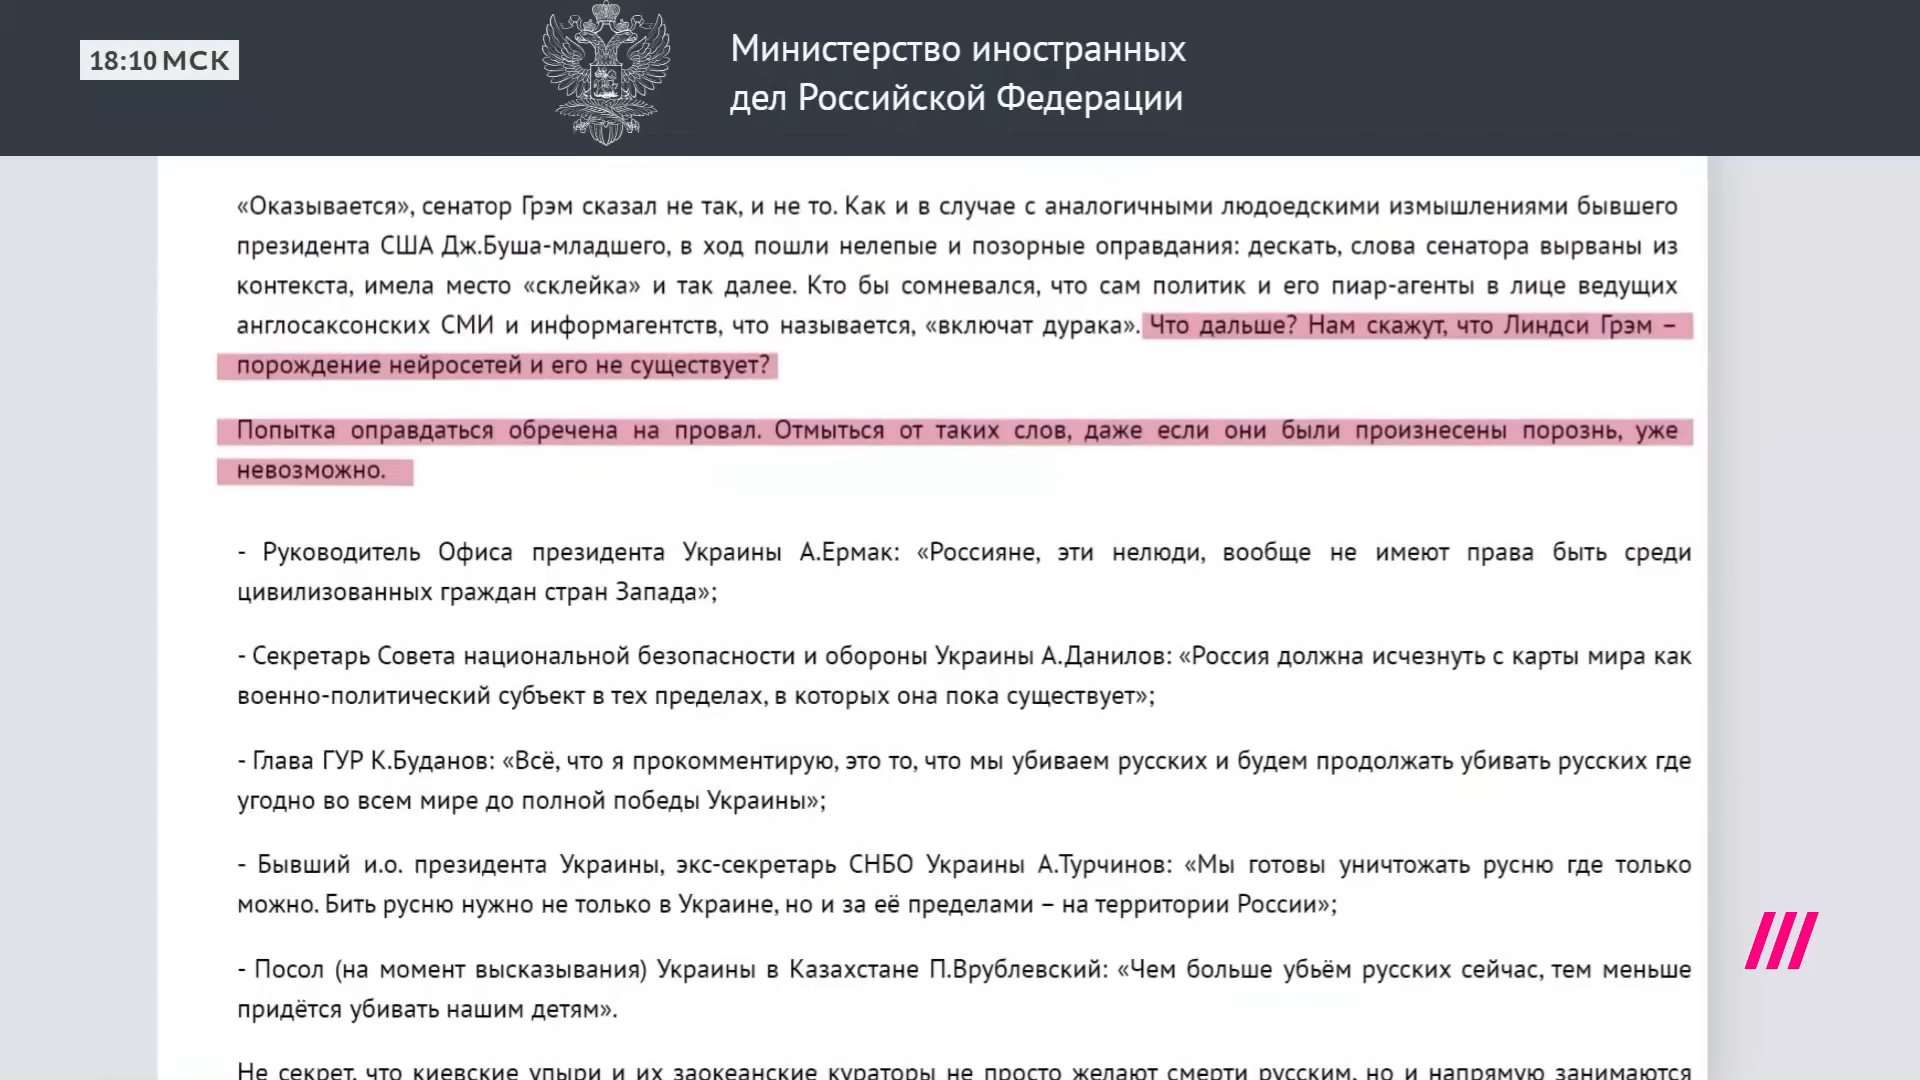 18:10 МСК
Министерство иностранных
дел Российской Федерации
«Оказывается», сенатор Грэм сказал не так, и не то. Как и в случае с аналогичными людоедскими измышлениями бывшего
президента США Дж.Буша-младшего, в ход пошли нелепые и позорные оправдания: дескать, слова сенатора вырваны из
контекста, имела место «склейка» и так далее. Кто бы сомневался, что сам политик и его пиар-агенты в лице ведущих
англосаксонских СМИ и информагентств, что называется, «включат дурака». Что дальше? Нам скажут, что Линдси Грэм –
порождение нейросетей и его не существует?
Попытка оправдаться обречена на провал. Отмыться от таких слов, даже если они были произнесены порознь, уже
невозможно.
- Руководитель Офиса президента Украины А.Ермак: «Россияне, эти нелюди, вообще не имеют права быть среди
цивилизованных граждан стран Запада»;
- Секретарь Совета национальной безопасности и обороны Украины А.Данилов: «Россия должна исчезнуть с карты мира как
военно-политический субъект в тех пределах, в которых она пока существует»;
- Глава ГУР К.Буданов: «Всё, что я прокомментирую, это то, что мы убиваем русских и будем продолжать убивать русских где
угодно во всем мире до полной победы Украины»;
- Бывший и.о. президента Украины, экс-секретарь СНБО Украины А.Турчинов: «Мы готовы уничтожать русню где только
можно. Бить русню нужно не только в Украине, но и за её пределами – на территории России»;
- Посол (на момент высказывания) Украины в Казахстане П.Врублевский: «Чем больше убьём русских сейчас, тем меньше
придётся убивать нашим детям».
Не секрет, что киевские упыри и их заокеанские кураторы не просто желают смерти русским, но и напрямую занимаются